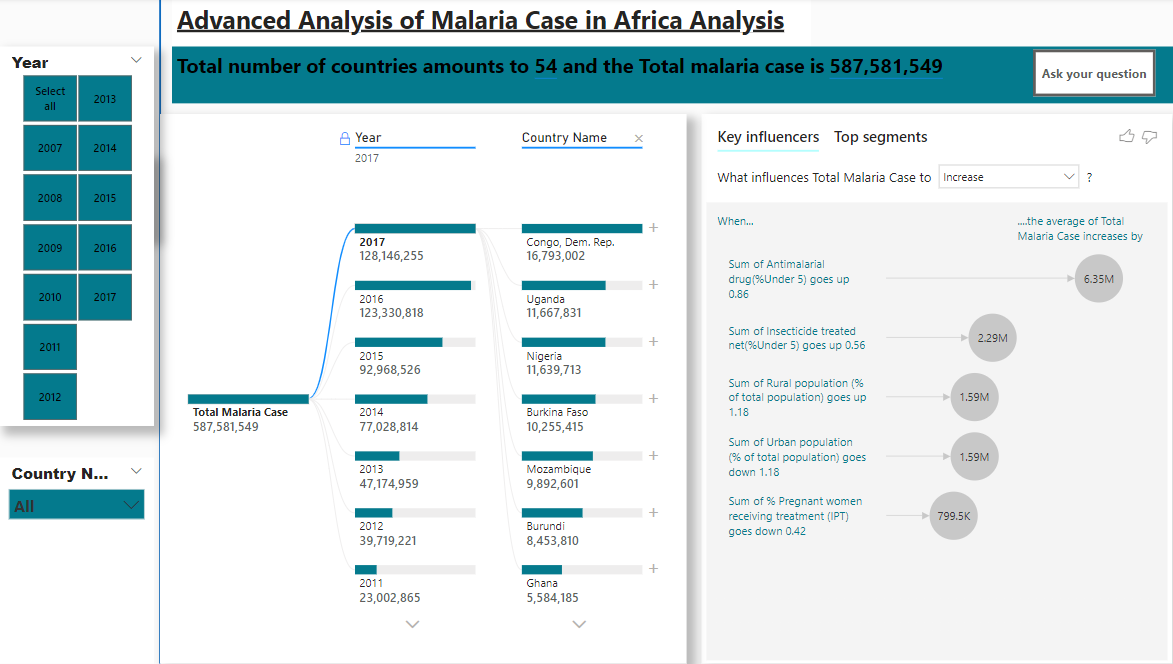 Advanced Analysis of Malaria Case in Africa Analysis
Total number of countries amounts to 54 and the Total malaria case is 587,581,549
Ask your question
Year
Select
all
2013
2007
2014
2008
2015
2009
2016
2010
2017
2011
2012
Country N...
All
Year
2017
Country Name
Total Malaria Case
587,581,549
2017
128,146,255
2016
123,330,818
2015
92,968,526
2014
77,028,814
2013
47,174,959
2012
39,719,221
2011
23,002,865
Congo, Dem. Rep.
16,793,002
Uganda
11,667,831
Nigeria
11,639,713
Burkina Faso
10,255,415
Mozambique
9,892,601
Burundi
8,453,810
Ghana
5,584,185
Key influencers Top segments
What influences Total Malaria Case to Increase ?
When...
....the average of Total
Malaria Case increases by
Sum of Antimalarial
drug(%Under 5) goes up
0.86
6.35M
Sum of Insecticide treated
net(%Under 5) goes up 0.56
2.29M
Sum of Rural population (%
of total population) goes up
1.18
1.59M
Sum of Urban population
(% of total population) goes
down 1.18
1.59M
Sum of % Pregnant women
receiving treatment (IPT)
goes down 0.42
799.5K